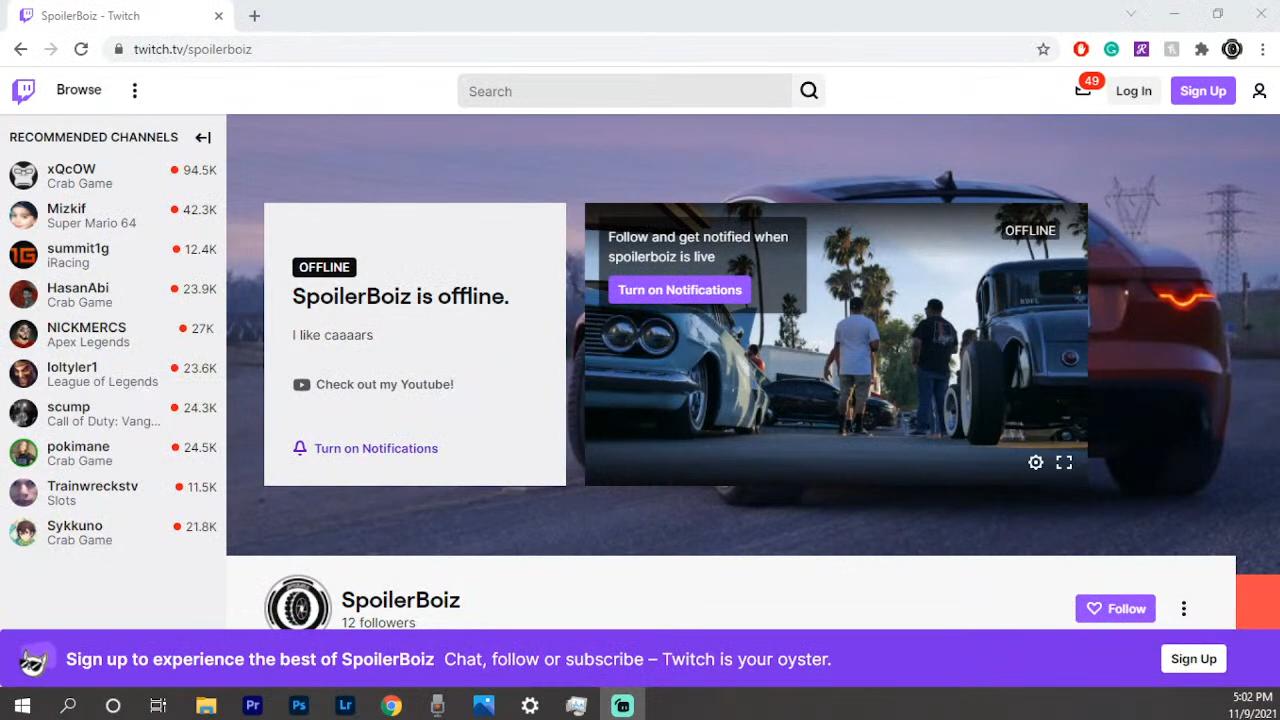 SpoilerBoiz - Twitch
twitch.tv/spoilerboiz
Browse
Search
49
Log In
Sign Up
RECOMMENDED CHANNELS
xQcOW
94.5K
Crab Game
Mizkif
42.3K
Super Mario 64
summit1g
12.4K
iRacing
HasanAbi
23.9K
Crab Game
NICKMERCS
27K
Apex Legends
loltyler1
23.6K
League of Legends
scump
24.3K
Call of Duty: Vang...
pokimane
24.5K
Crab Game
Trainwreckstv
11.5K
Slots
Sykkuno
21.8K
Crab Game
OFFLINE
SpoilerBoiz is offline.
I like caaaars
Check out my Youtube!
Turn on Notifications
Follow and get notified when
spoilerboiz is live
Turn on Notifications
OFFLINE
SpoilerBoiz
12 followers
Follow
Sign up to experience the best of SpoilerBoiz Chat, follow or subscribe – Twitch is your oyster.
Sign Up
Pr
Ps
Lr
5:02 PM
11/9/2021